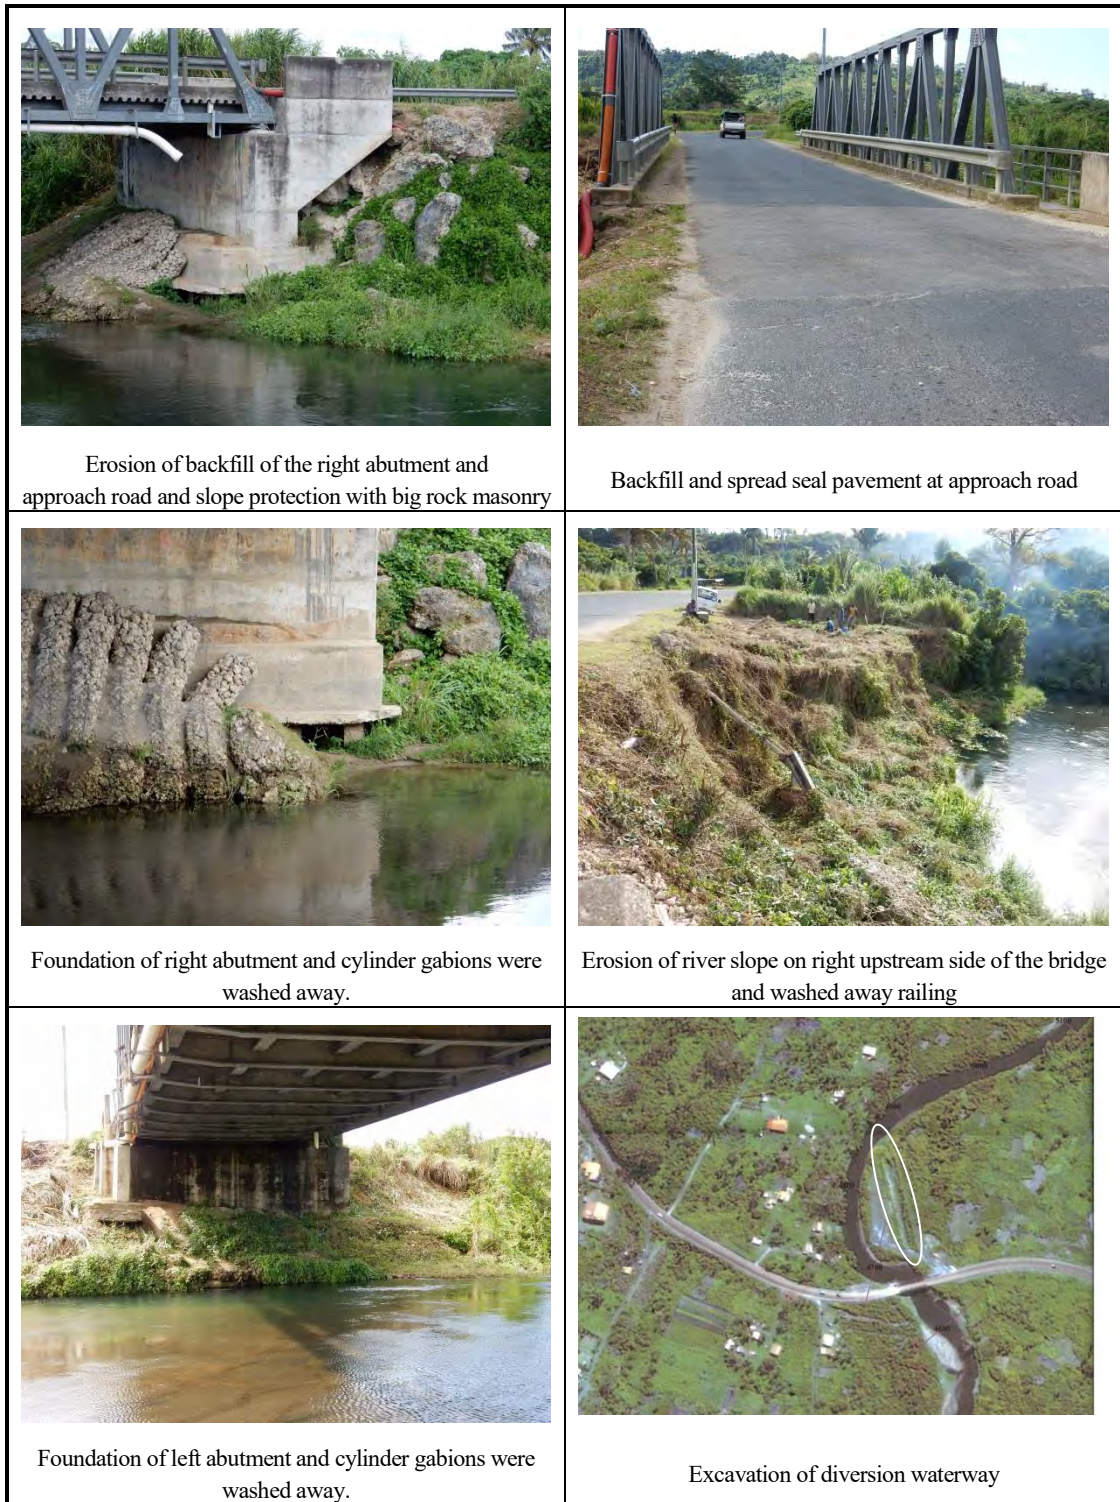 Erosion of backfill of the right abutment and
approach road and slope protection with big rock masonry
Backfill and spread seal pavement at approach road
Foundation of right abutment and cylinder gabions were
washed away.
Erosion of river slope on right upstream side of the bridge
and washed away railing
Foundation of left abutment and cylinder gabions were
washed away.
Excavation of diversion waterway